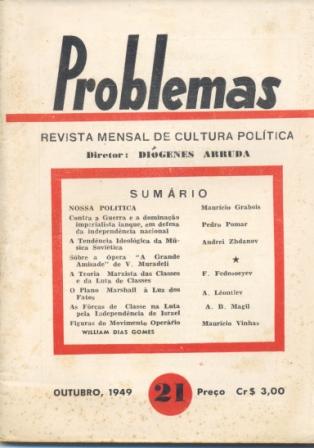 Problemas
REVISTA MENSAL DE CULTURA POLÍTICA
Diretor: DIÓGENES ARRUDA
SUMÁRIO
NOSSA POLITICA Maurício Grabois
Contra a Guerra e a dominação
imperialista ianque, em defesa
da independência nacional Pedro Pomar
A Tendência Ideológica da Mú-
sica Soviética Andrei Zhdanov
Sôbre a ópera "A Grande
Amizade" de V. Muradeli ★
A Teoria Marxista das Classes
e da Luta de Classes F. Fedosseyev
O Plano Marshall à Luz dos
Fatos A. Léontiev
As Fôrças de Classe na Luta
pela Independência de Israel A. B. Magil
Figuras do Movimento Operário Maurício Vinhas
WILLIAM DIAS GOMES
OUTUBRO, 1949 21 Preço Cr$ 3,00